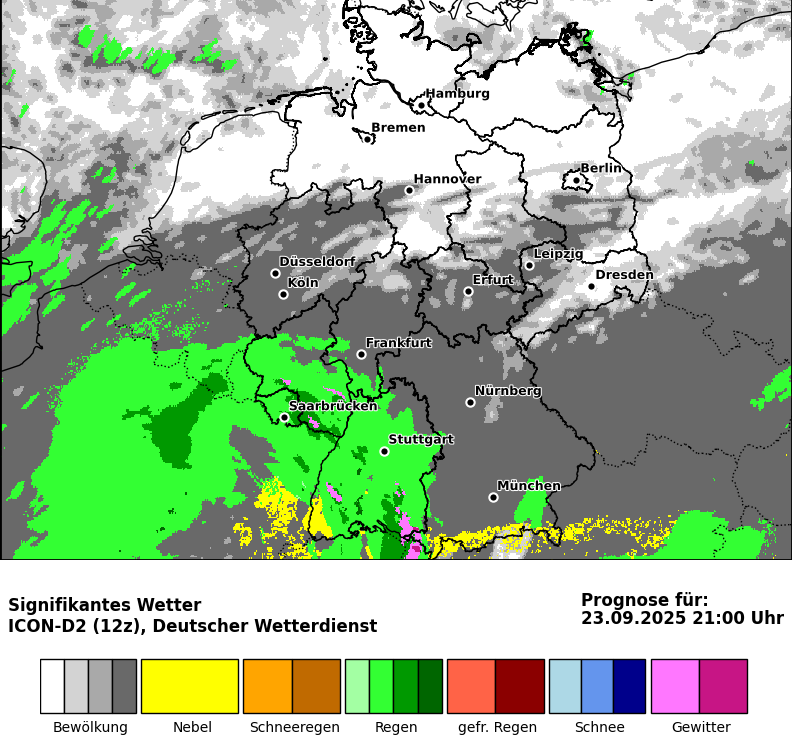 Hamburg
Bremen
Berlin
Hannover
Leipzig
Düsseldorf
Dresden
Köln
Erfurt
Frankfurt
Nürnberg
Saarbrücken
Stuttgart
München
Signifikantes Wetter
ICON-D2 (12z), Deutscher Wetterdienst
Prognose für:
23.09.2025 21:00 Uhr
Bewölkung Nebel Schneeregen Regen gefr. Regen Schnee Gewitter